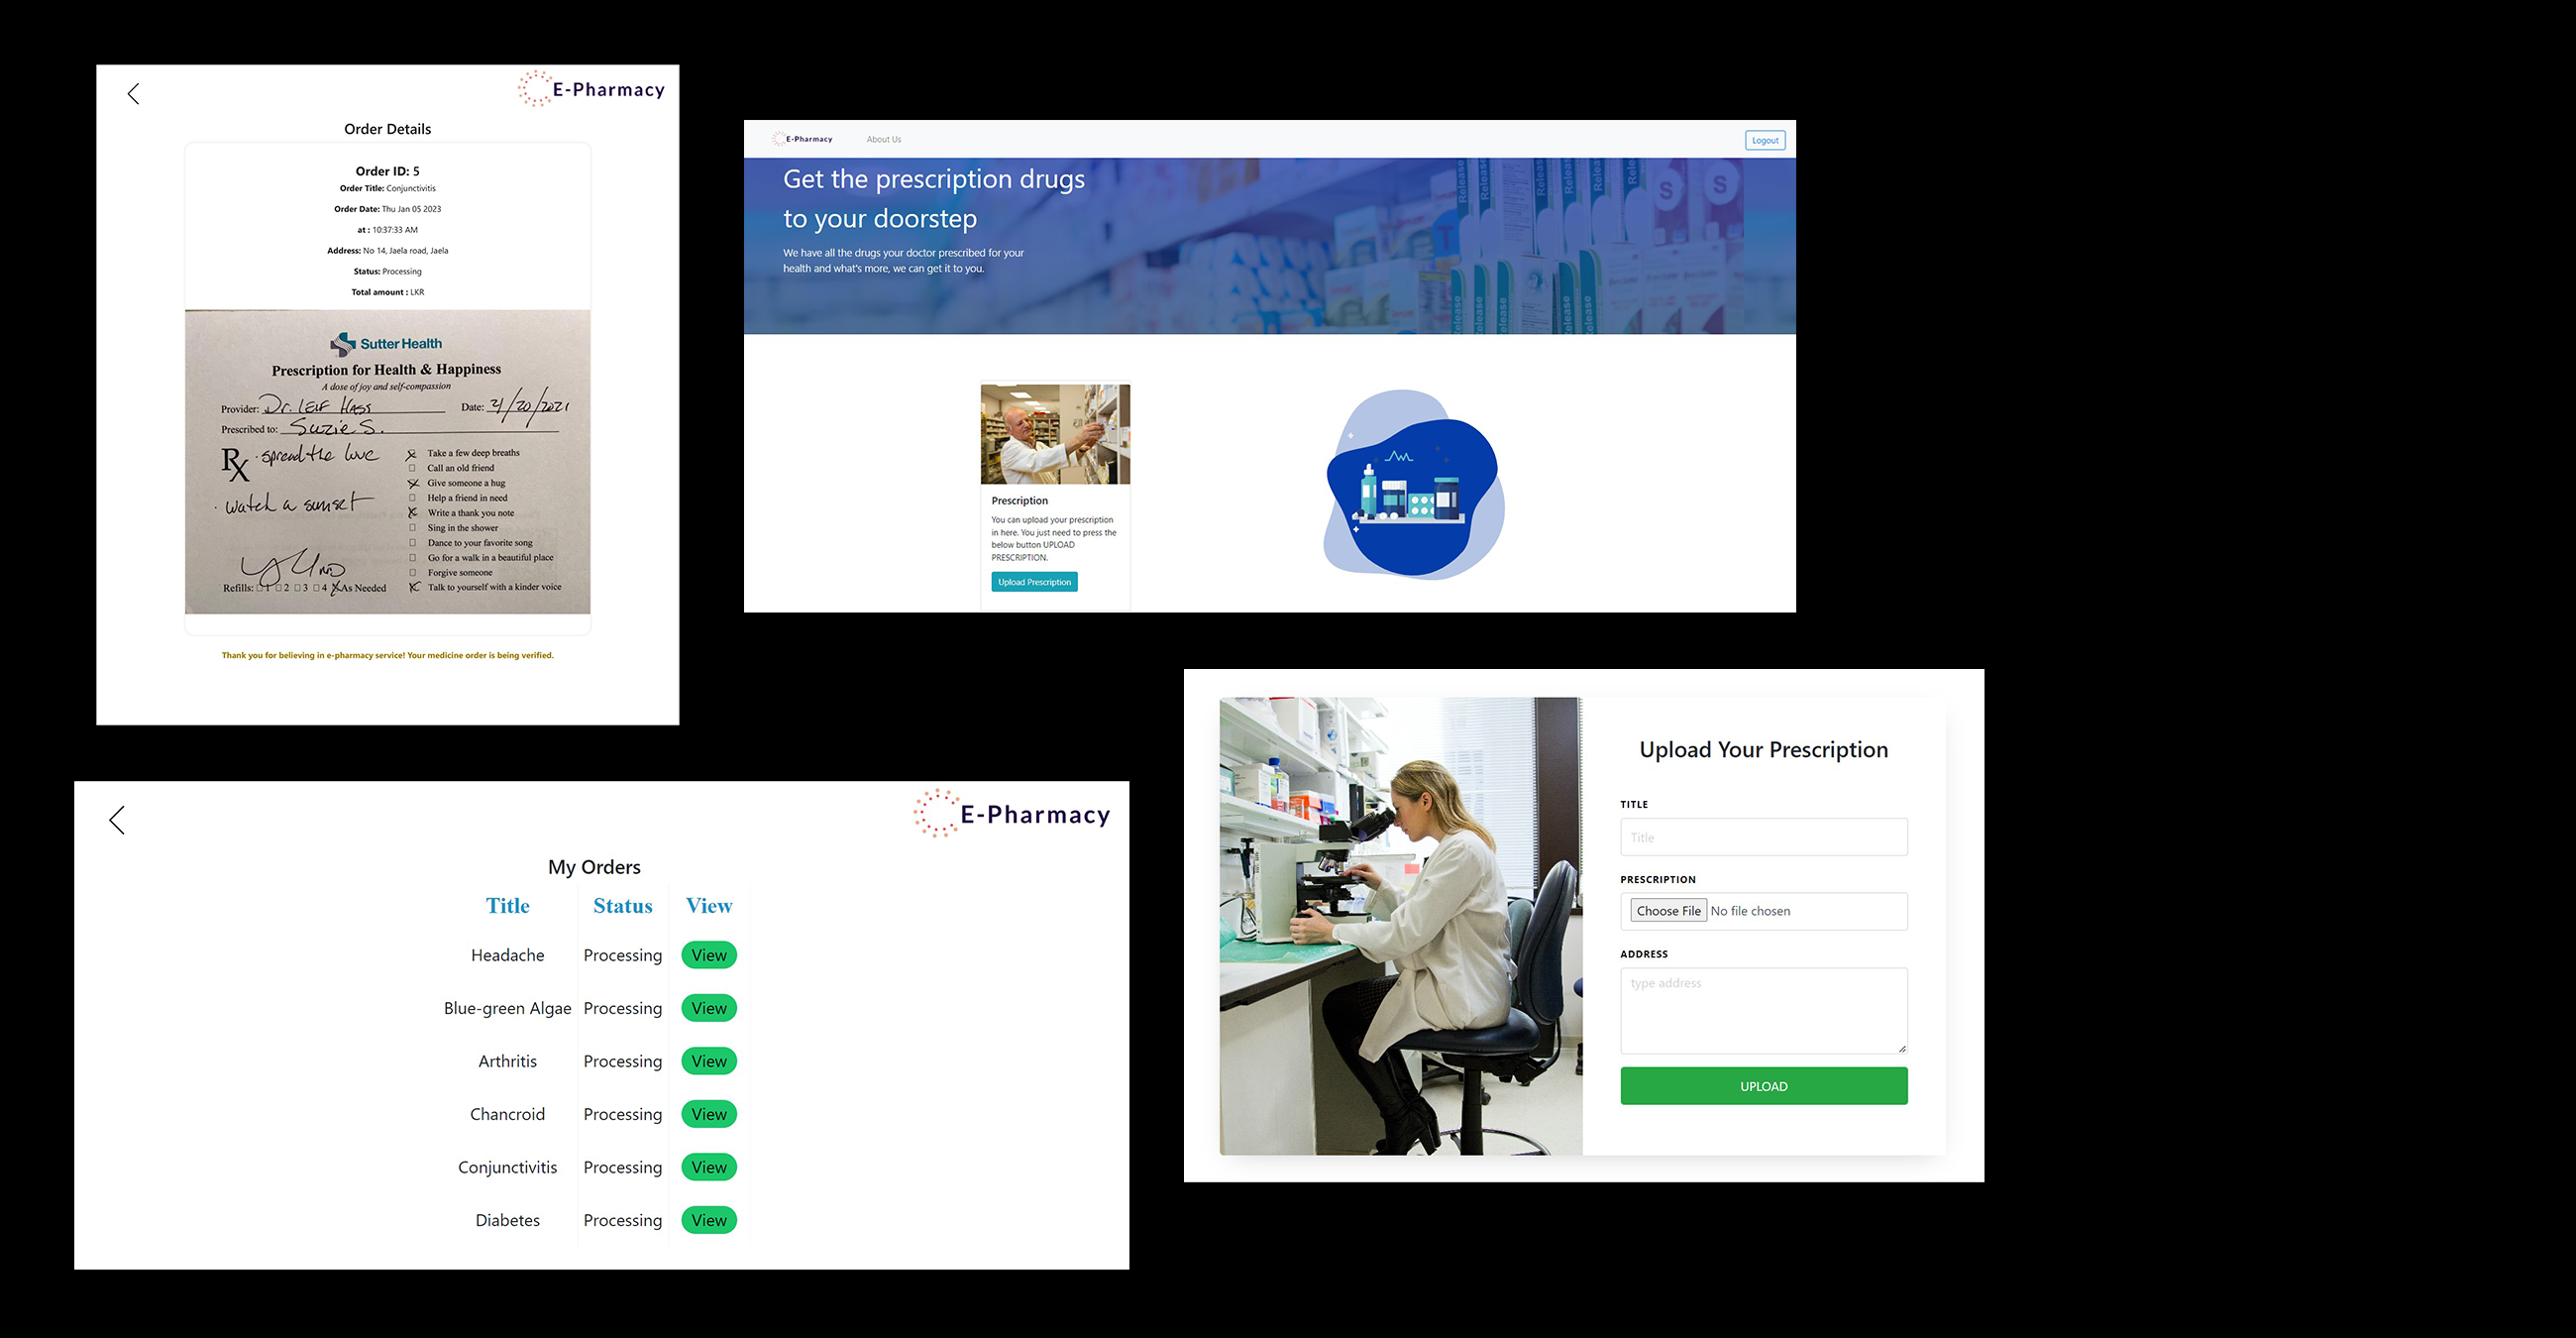 E-Pharmacy
Order Details
Order ID: 5
Order Title: Conjunctivitis
Order Date: Thu Jan 05 2023
at : 10:37:33 AM
Address: No 14, Jaela road, Jaela
Status: Processing
Total amount : LKR
Sutter Health
Prescription for Health & Happiness
A dose of joy and self-compassion
Provider: Dr. LEIF HASS Date: 4/20/2021
Prescribed to: Suzie S.
Rx
· spread the love
· watch a sunset
Take a few deep breaths
Call an old friend
Give someone a hug
Help a friend in need
Write a thank you note
Sing in the shower
Dance to your favorite song
Go for a walk in a beautiful place
Forgive someone
Talk to yourself with a kinder voice
Refills: 1 2 3 4 As Needed
Thank you for believing in e-pharmacy service! Your medicine order is being verified.
E-Pharmacy
About Us
Logout
Get the prescription drugs
to your doorstep
We have all the drugs your doctor prescribed for your
health and what's more, we can get it to you.
Release
Release
Release
Release
Release
Release
S
S
T
elease
elease
elease
elease
Prescription
You can upload your prescription
in here. You just need to press the
below button UPLOAD
PRESCRIPTION.
Upload Prescription
E-Pharmacy
My Orders
Title Status View
Headache Processing View
Blue-green Algae Processing View
Arthritis Processing View
Chancroid Processing View
Conjunctivitis Processing View
Diabetes Processing View
Upload Your Prescription
TITLE
Title
PRESCRIPTION
Choose File No file chosen
ADDRESS
type address
UPLOAD